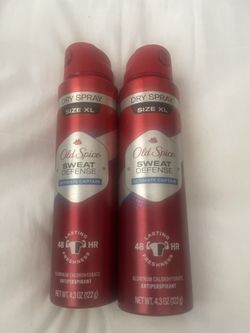 DRY SPRAY
SIZE XL
Old Spice
SWEAT
DEFENSE
ULTIMATE CAPTAIN
LASTING
48 HR
FRESHNESS
ALUMINUM CHLOROHYDRATE
ANTIPERSPIRANT
NET WT. 4.3 OZ (122g)
DRY SPRAY
SIZE XL
Old Spice
SWEAT
DEFENSE
ULTIMATE CAPTAIN
LASTING
48 HR
FRESHNESS
ALUMINUM CHLOROHYDRATE
ANTIPERSPIRANT
NET WT. 4.3 OZ (122g)